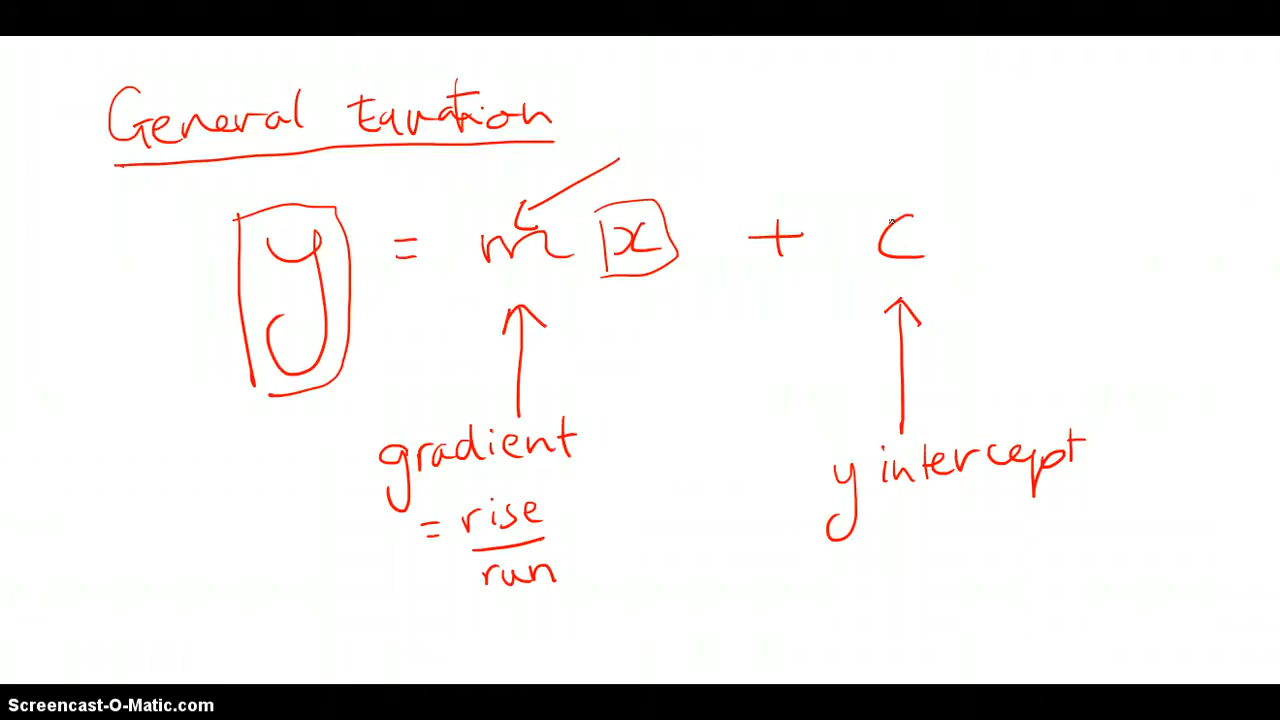 General Equation
y = m x + c
gradient
= rise
run
y intercept
Screencast-O-Matic.com